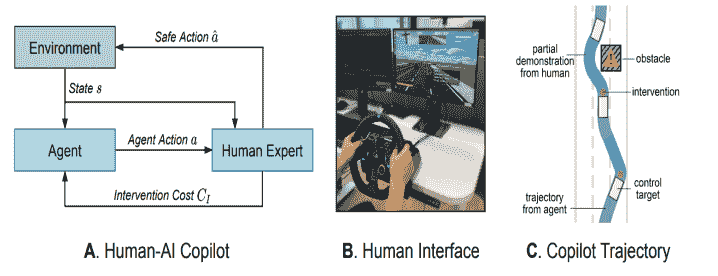 Environment
Safe Action â
State s
Agent
Agent Action a
Human Expert
Intervention Cost C_I
A. Human-AI Copilot
B. Human Interface
partial
demonstration
from human
obstacle
intervention
control
target
trajectory
from agent
C. Copilot Trajectory